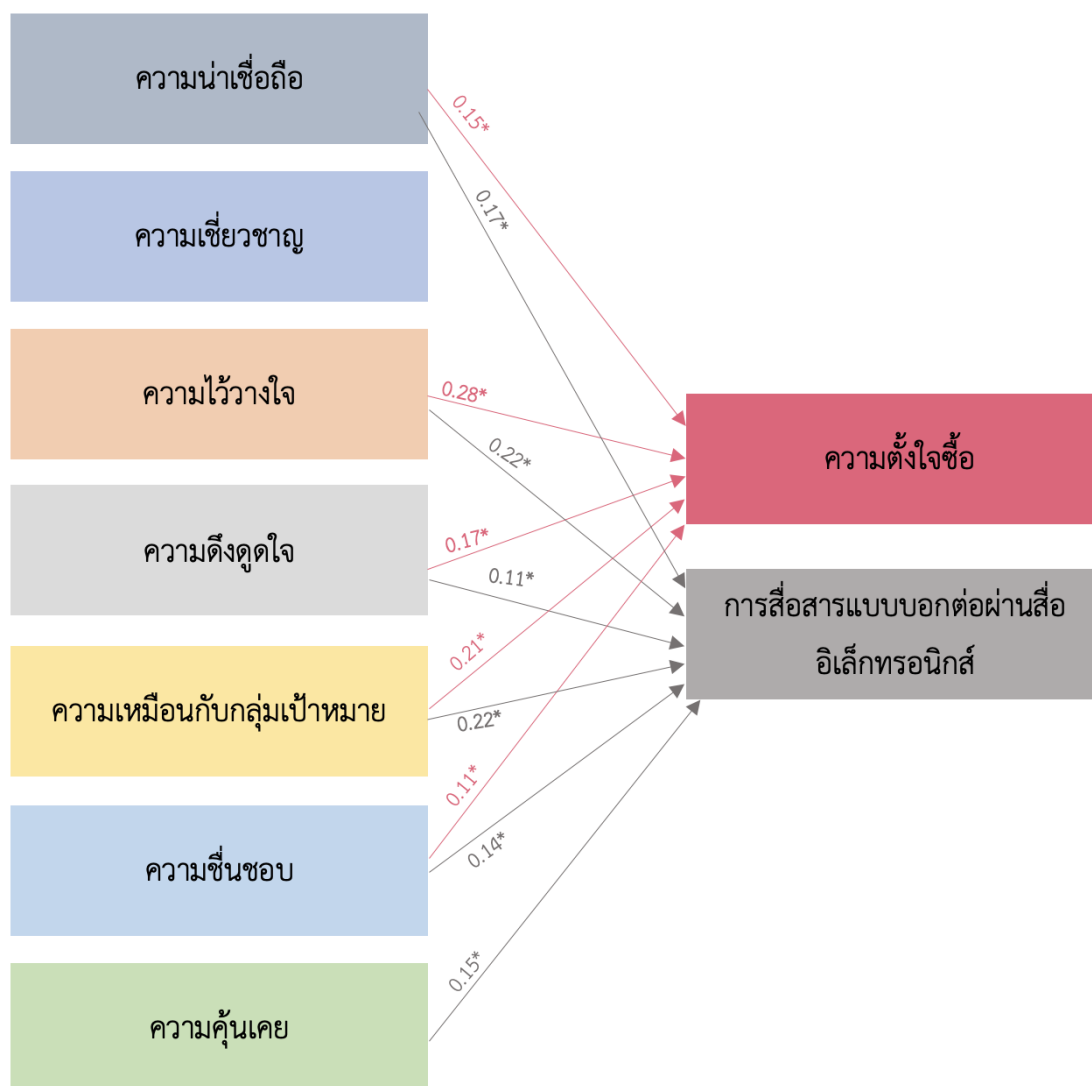 ความน่าเชื่อถือ
0.15*
0.17*
ความเชี่ยวชาญ
ความไว้วางใจ
0.28*
0.22*
ความตั้งใจซื้อ
ความดึงดูดใจ
0.17*
0.11*
การสื่อสารแบบบอกต่อผ่านสื่อ
อิเล็กทรอนิกส์
ความเหมือนกับกลุ่มเป้าหมาย
0.21*
0.22*
ความชื่นชอบ
0.11*
0.14*
ความคุ้นเคย
0.15*